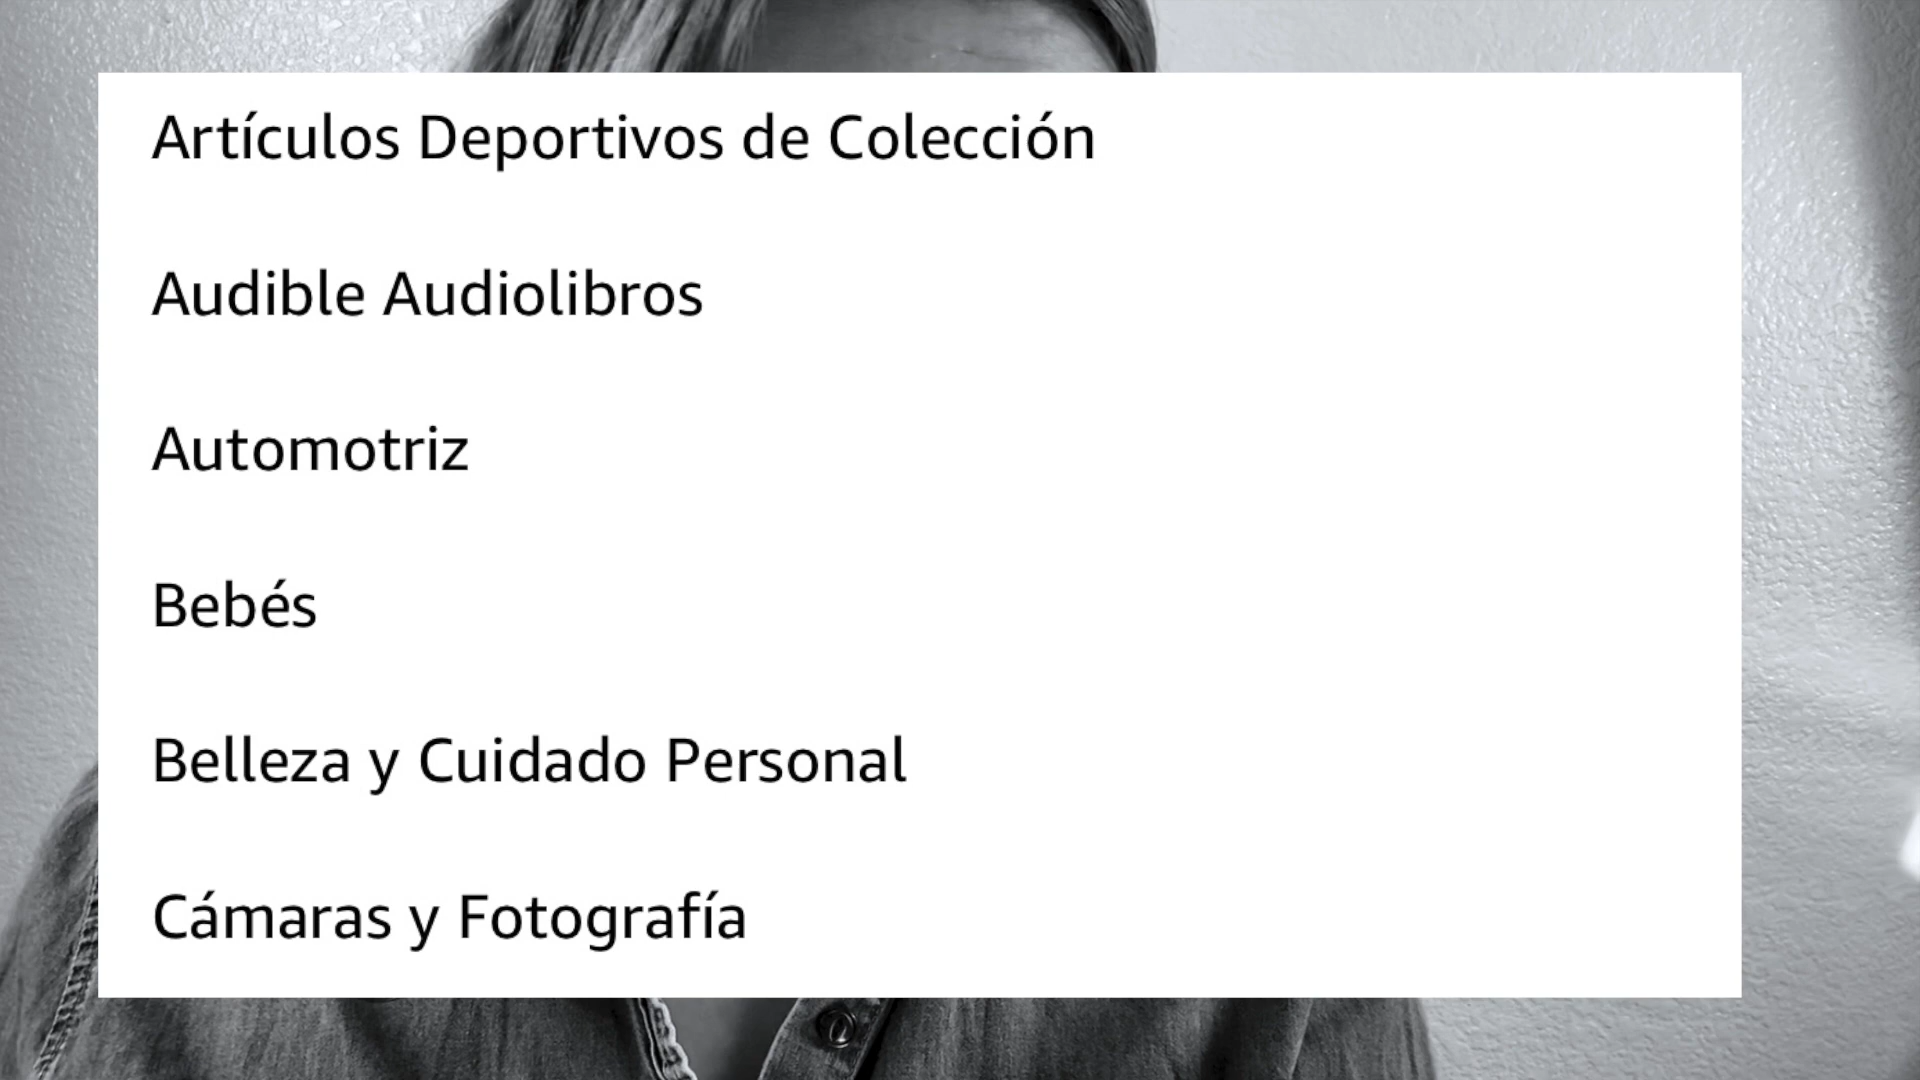 Artículos Deportivos de Colección
Audible Audiolibros
Automotriz
Bebés
Belleza y Cuidado Personal
Cámaras y Fotografía